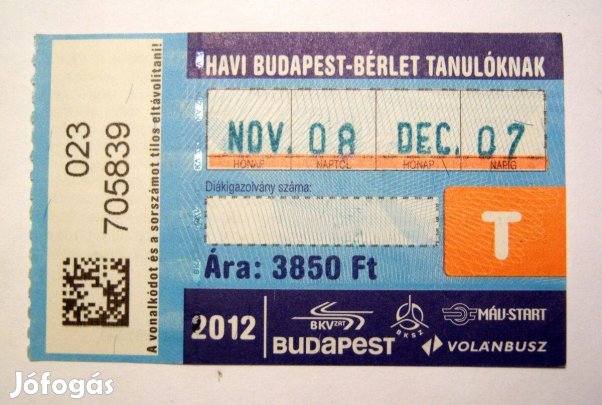 A vonalkódot és a sorszámot tilos eltávolítani!
023
705839
HAVI BUDAPEST-BÉRLET TANULÓKNAK
NOV. 08 DEC. 07
HÓNAP NAPTÓL HÓNAP NAPIG
Diákigazolvány száma:
T
Ára: 3850 Ft
2012
BKV ZRT
BUDAPEST
BKSZ
MÁV-START
VOLÁNBUSZ
Jófogás